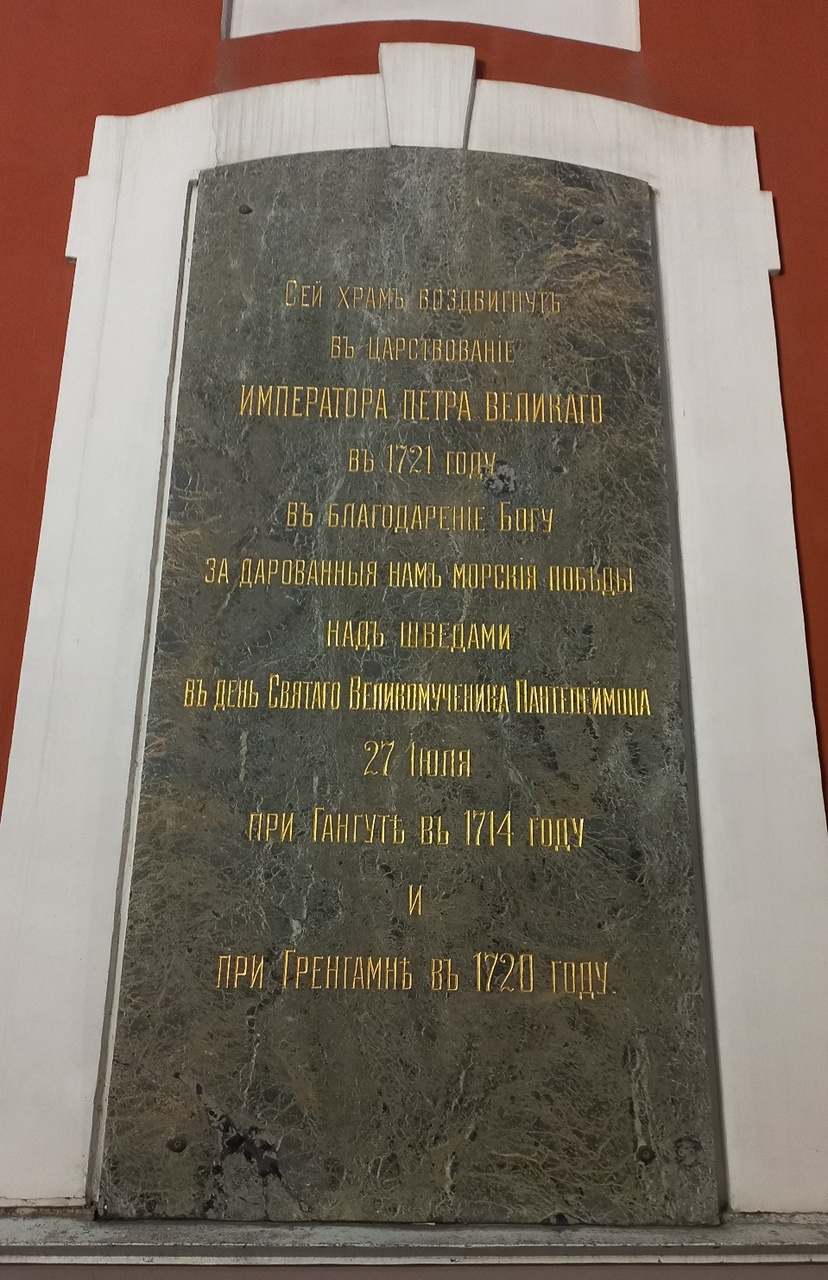 Сей храмъ воздвигнутъ
въ царствованіе
ИМПЕРАТОРА ПЕТРА ВЕЛИКАГО
въ 1721 году
въ благодареніе Богу
за дарованныя намъ морскія побѣды
надъ шведами
въ день Святаго Великомученика Пантелеимона
27 Іюля
при Гангутѣ въ 1714 году
и
при Гренгамнѣ въ 1720 году.